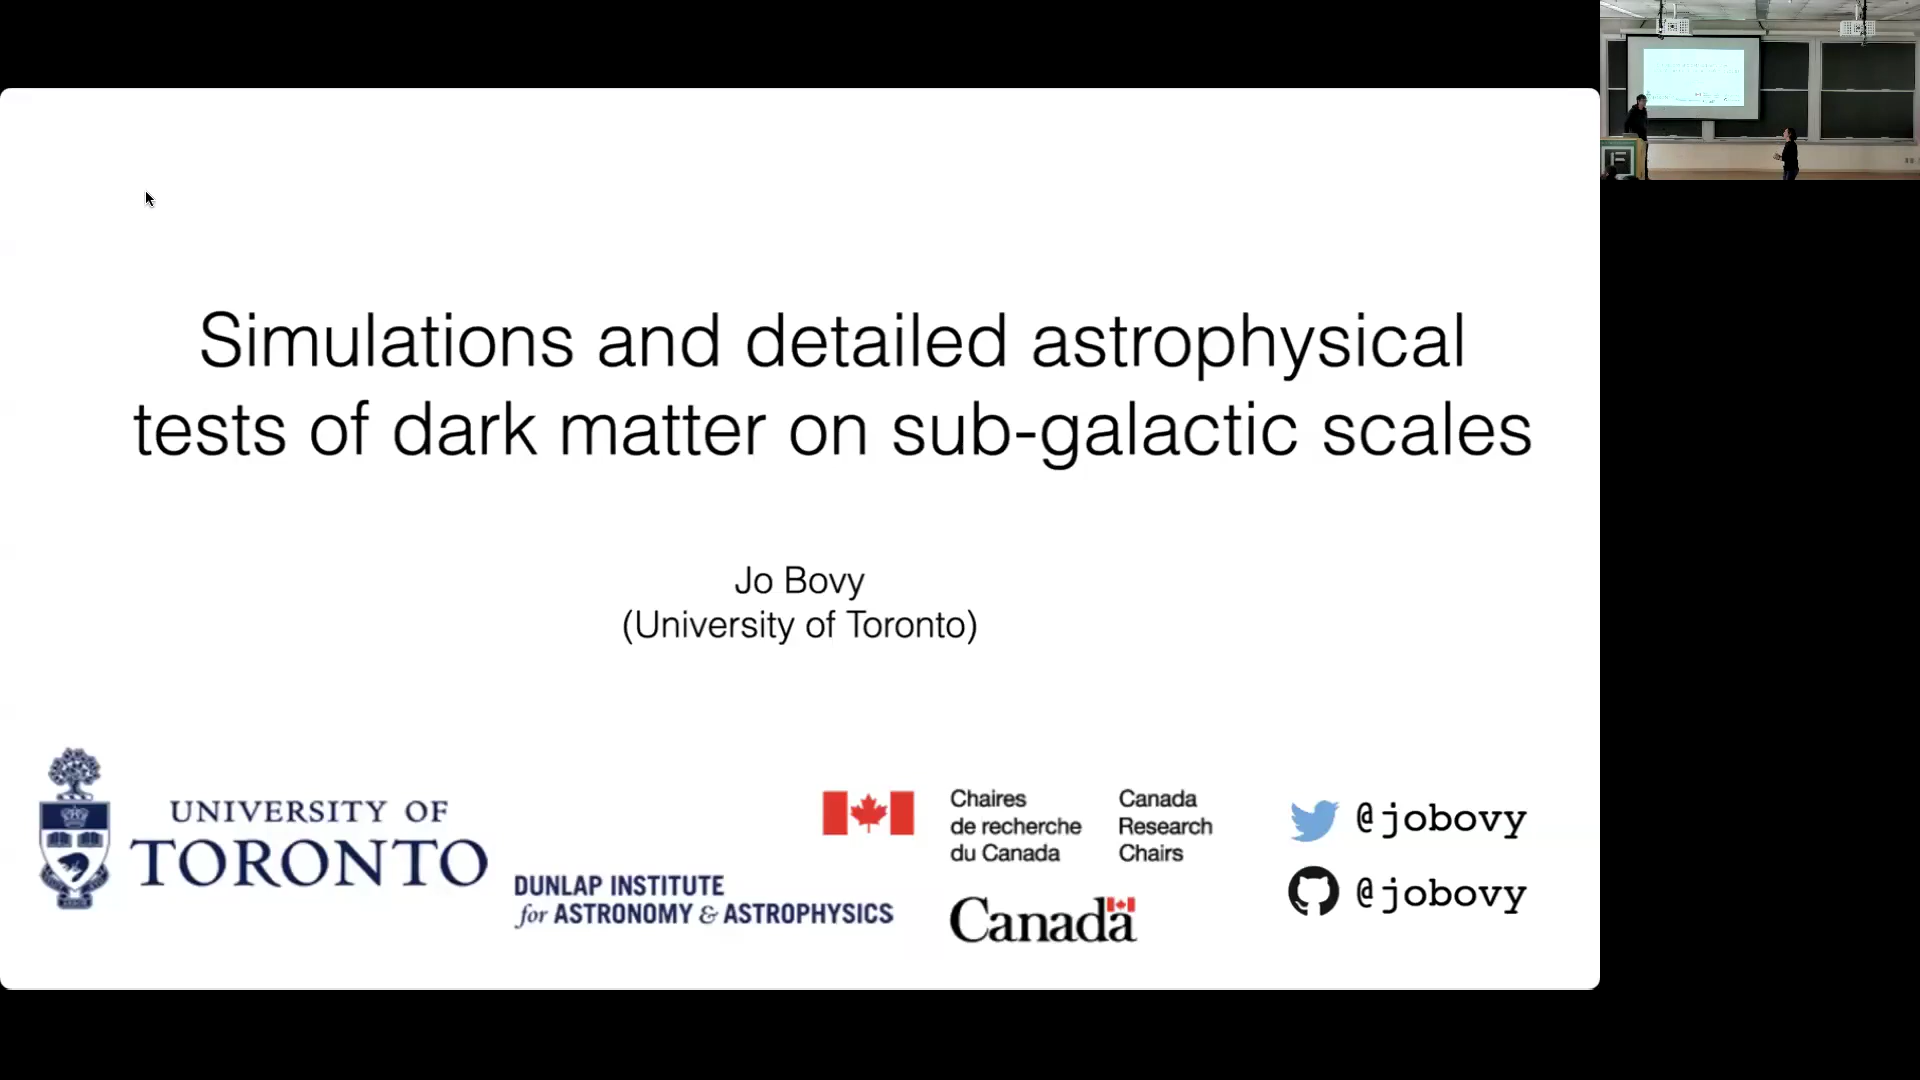 Simulations and detailed astrophysical
tests of dark matter on sub-galactic scales
Jo Bovy
(University of Toronto)
UNIVERSITY OF
TORONTO
DUNLAP INSTITUTE
for ASTRONOMY & ASTROPHYSICS
Chaires
de recherche
du Canada
Canada
Research
Chairs
Canada
@jobovy
@jobovy